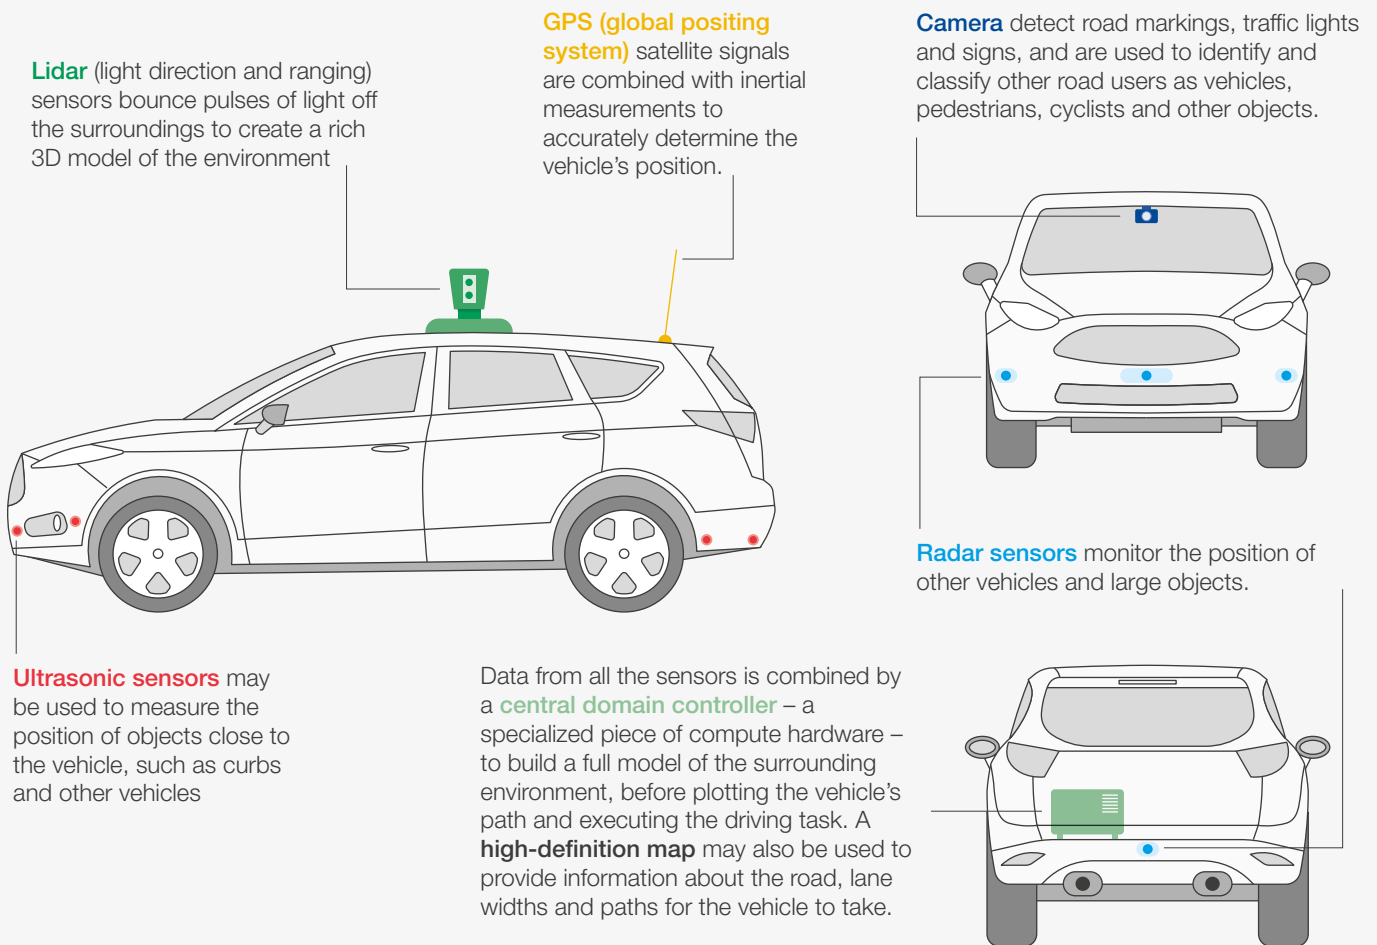 Lidar (light direction and ranging)
sensors bounce pulses of light off
the surroundings to create a rich
3D model of the environment
GPS (global positing
system) satellite signals
are combined with inertial
measurements to
accurately determine the
vehicle's position.
Camera detect road markings, traffic lights
and signs, and are used to identify and
classify other road users as vehicles,
pedestrians, cyclists and other objects.
Radar sensors monitor the position of
other vehicles and large objects.
Ultrasonic sensors may
be used to measure the
position of objects close to
the vehicle, such as curbs
and other vehicles
Data from all the sensors is combined by
a central domain controller – a
specialized piece of compute hardware –
to build a full model of the surrounding
environment, before plotting the vehicle's
path and executing the driving task. A
high-definition map may also be used to
provide information about the road, lane
widths and paths for the vehicle to take.